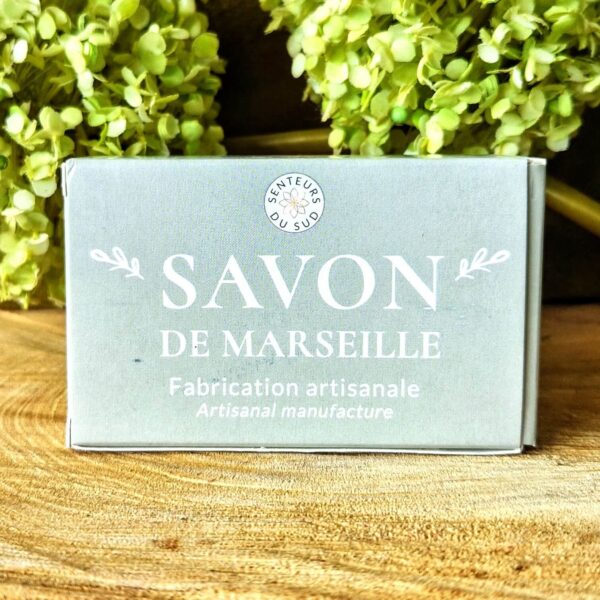 SENTEURS
DU SUD
SAVON
DE MARSEILLE
Fabrication artisanale
Artisanal manufacture